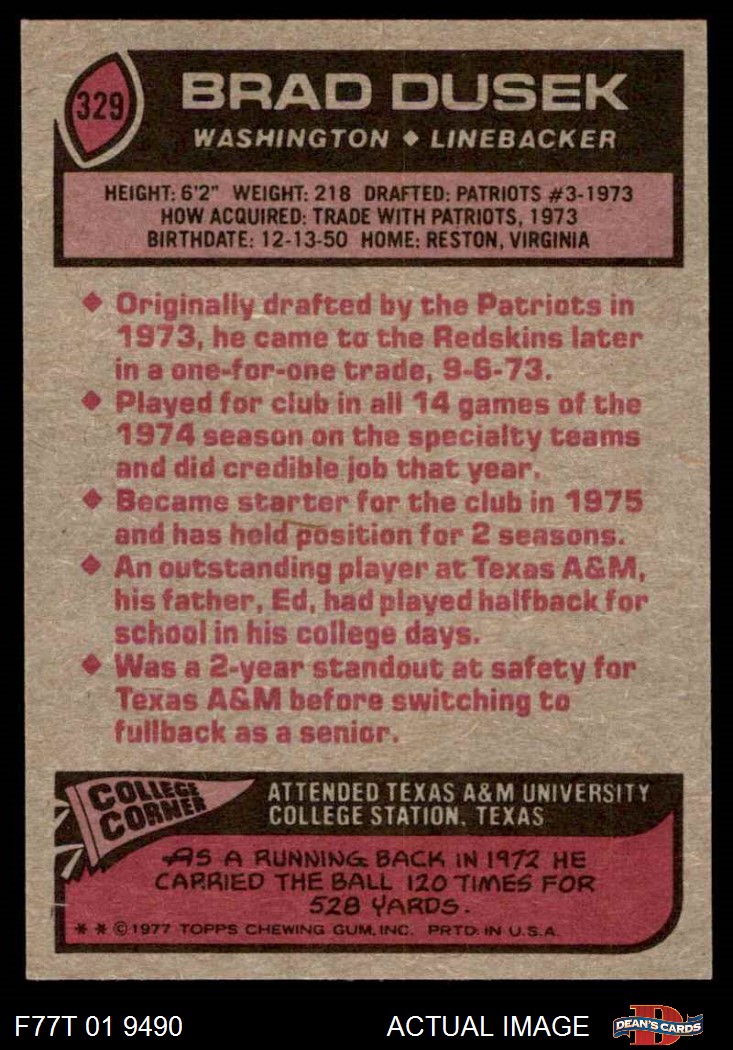 329
BRAD DUSEK
WASHINGTON ◆ LINEBACKER
HEIGHT: 6'2" WEIGHT: 218 DRAFTED: PATRIOTS #3-1973
HOW ACQUIRED: TRADE WITH PATRIOTS, 1973
BIRTHDATE: 12-13-50 HOME: RESTON, VIRGINIA
◆ Originally drafted by the Patriots in
1973, he came to the Redskins later
in a one-for-one trade, 9-6-73.
◆ Played for club in all 14 games of the
1974 season on the specialty teams
and did credible job that year.
◆ Became starter for the club in 1975
and has held position for 2 seasons.
◆ An outstanding player at Texas A&M,
his father, Ed, had played halfback for
school in his college days.
◆ Was a 2-year standout at safety for
Texas A&M before switching to
fullback as a senior.
COLLEGE
CORNER
ATTENDED TEXAS A&M UNIVERSITY
COLLEGE STATION, TEXAS
AS A RUNNING BACK IN 1972 HE
CARRIED THE BALL 120 TIMES FOR
528 YARDS.
* * © 1977 TOPPS CHEWING GUM, INC. PRTD. IN U.S.A.
F77T 01 9490
ACTUAL IMAGE
D
DEAN'S CARDS